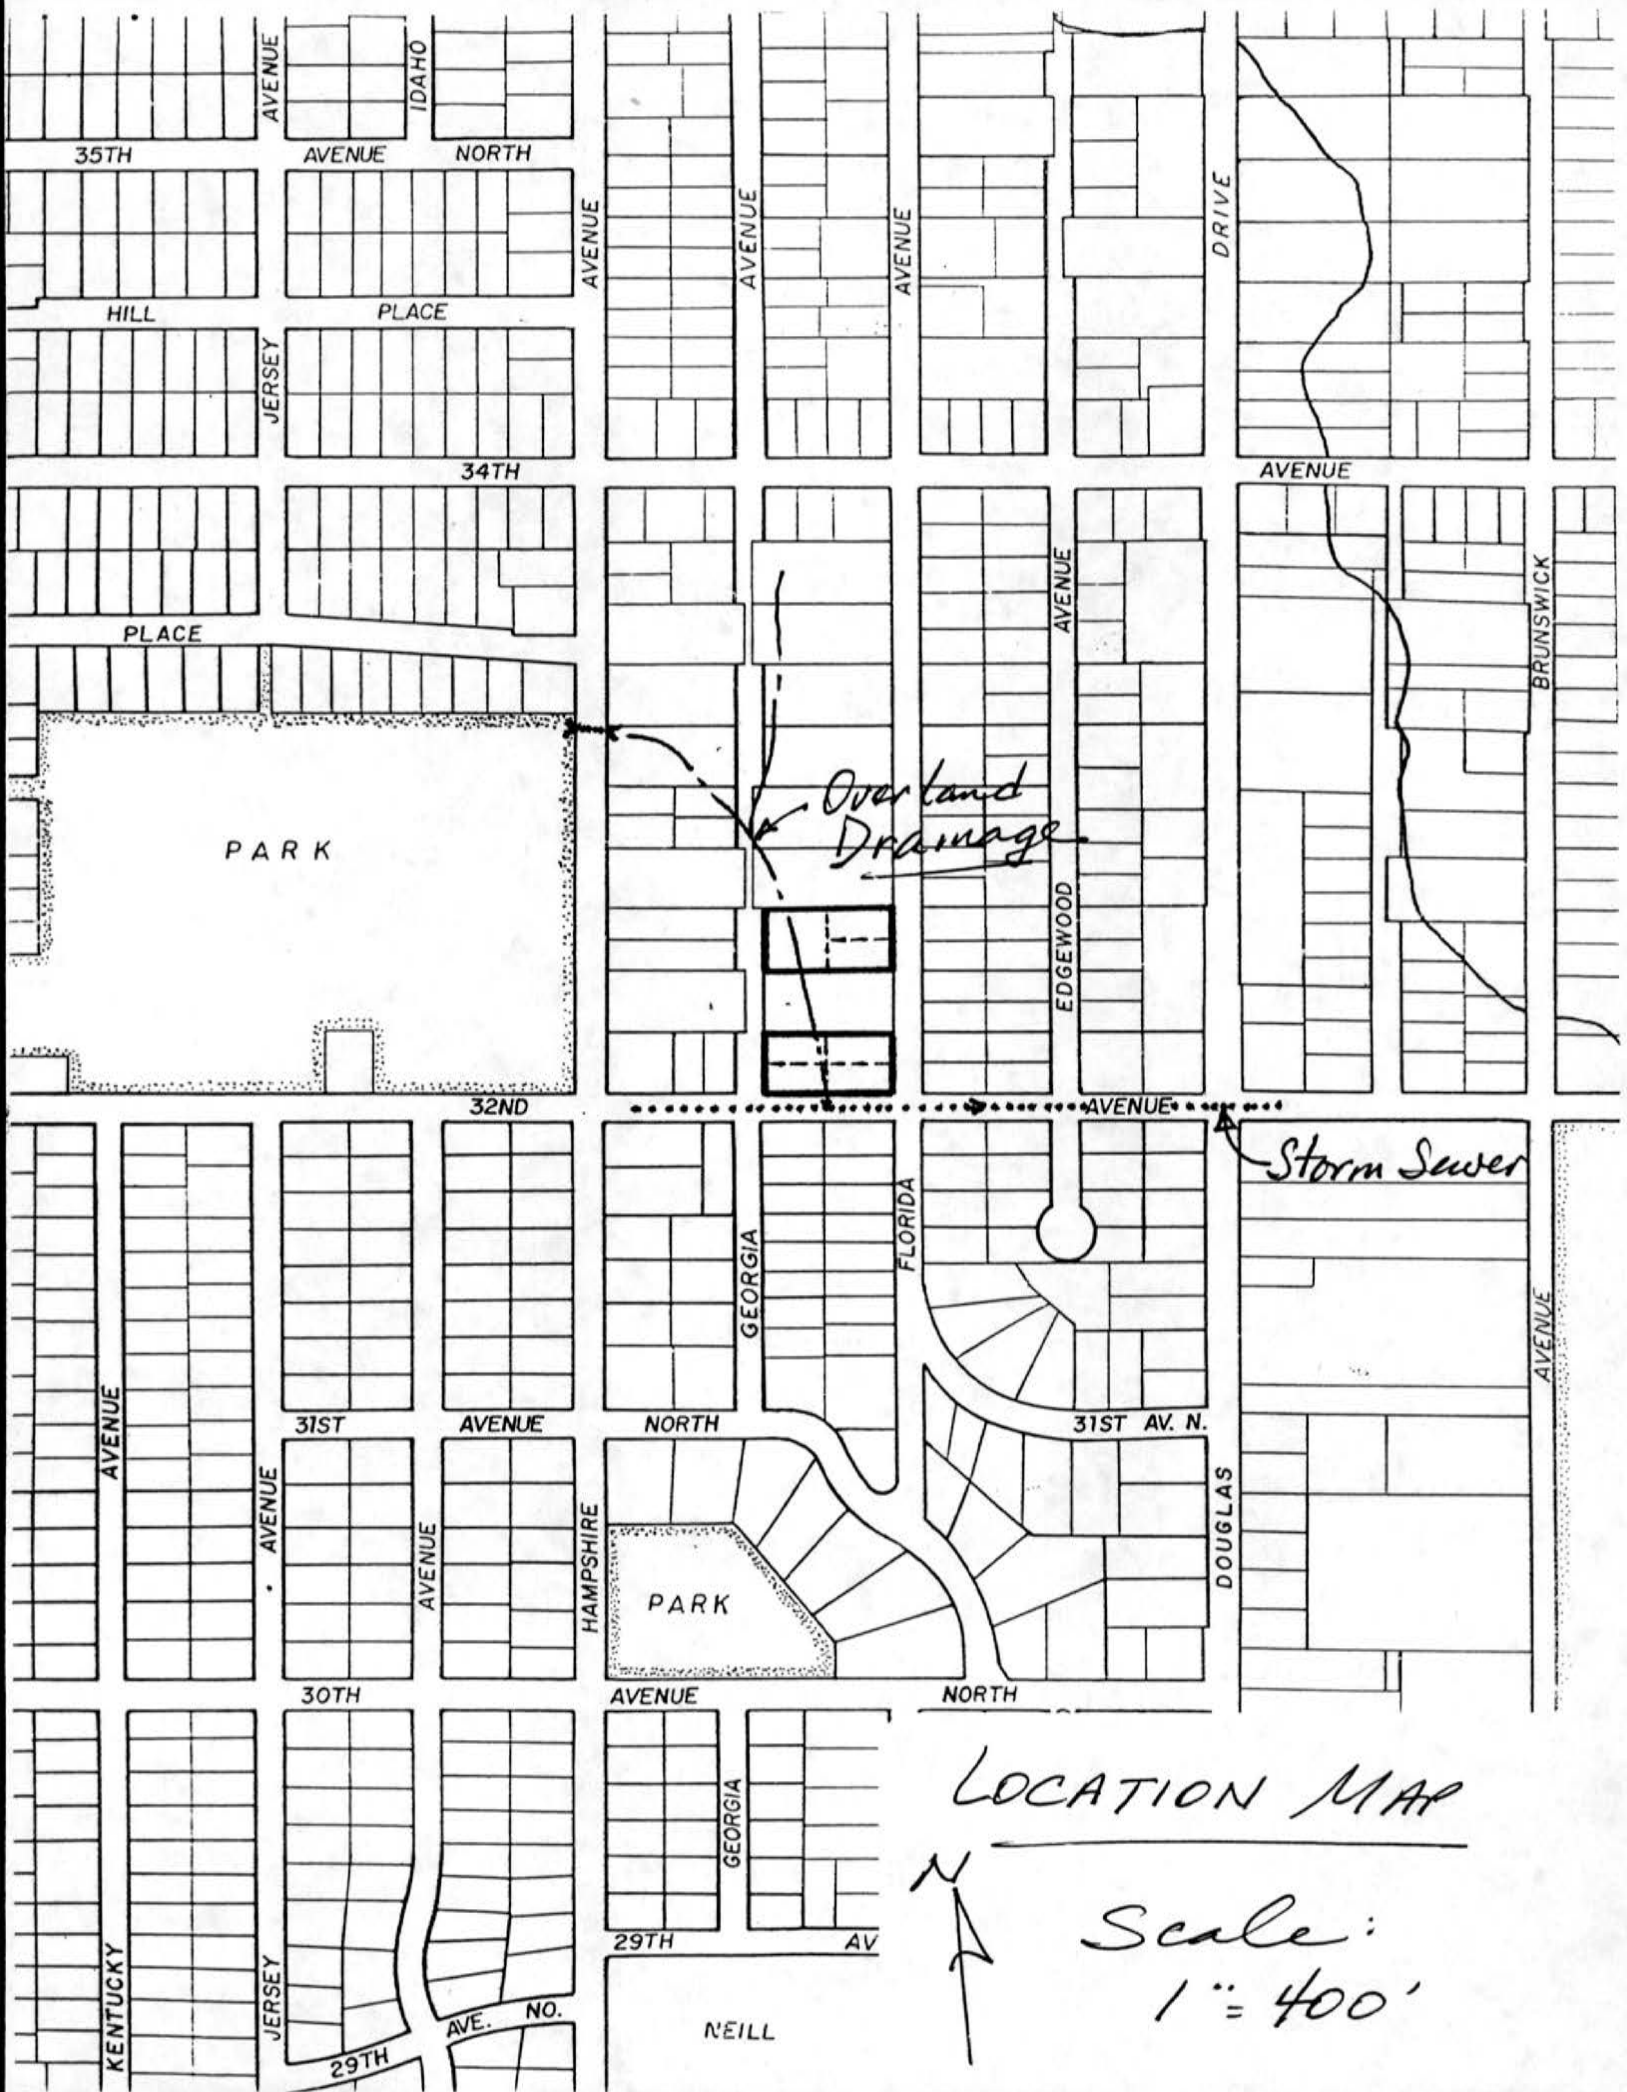 AVENUE
IDAHO
35TH AVENUE NORTH
AVENUE
AVENUE
AVENUE
DRIVE
HILL PLACE
JERSEY
34TH AVENUE
AVENUE
BRUNSWICK
PLACE
Overland
Drainage
PARK
EDGEWOOD
32ND AVENUE
Storm Sewer
FLORIDA
GEORGIA
AVENUE
AVENUE
31ST AVENUE NORTH 31ST AV. N.
AVENUE
AVENUE
HAMPSHIRE
DOUGLAS
PARK
30TH AVENUE NORTH
LOCATION MAP
GEORGIA
N
Scale:
1" = 400'
29TH AV
KENTUCKY
JERSEY
29TH AVE. NO.
NEILL